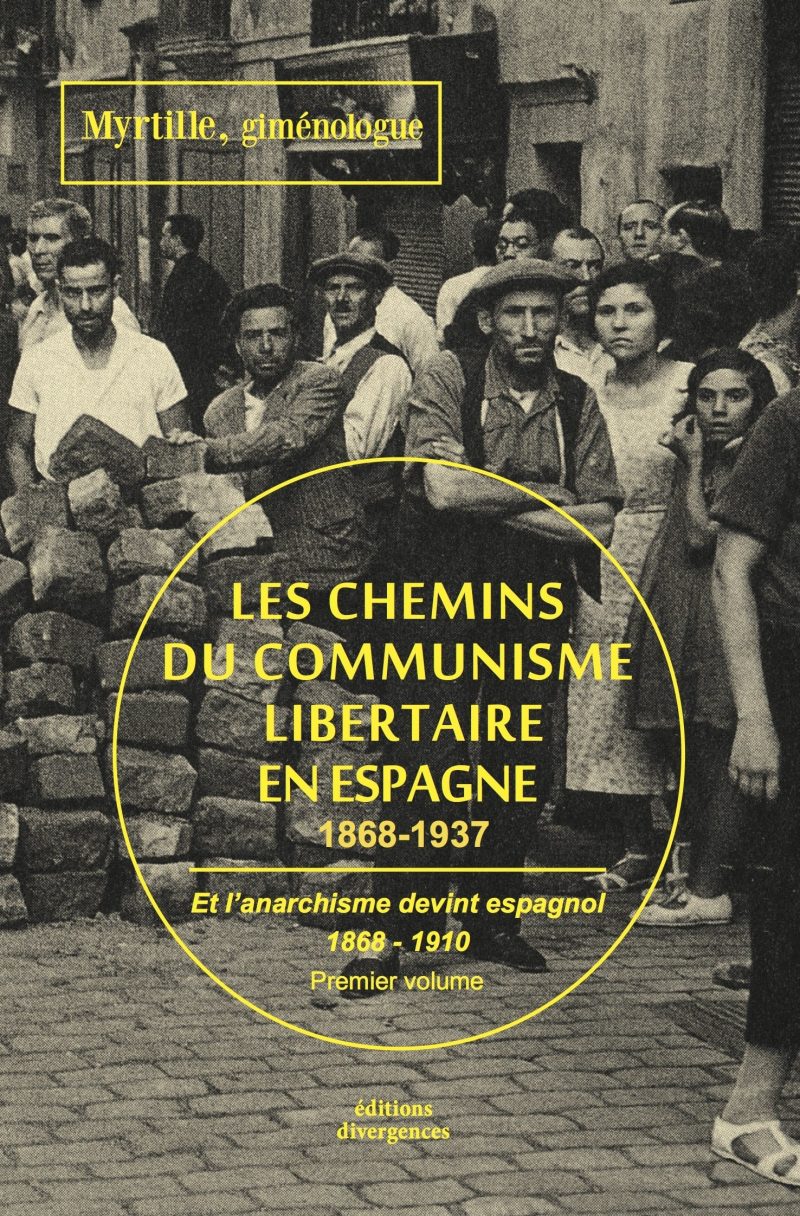 Myrtille, giménologue
LES CHEMINS
DU COMMUNISME
LIBERTAIRE
EN ESPAGNE
1868-1937
Et l'anarchisme devint espagnol
1868 - 1910
Premier volume
éditions
divergences